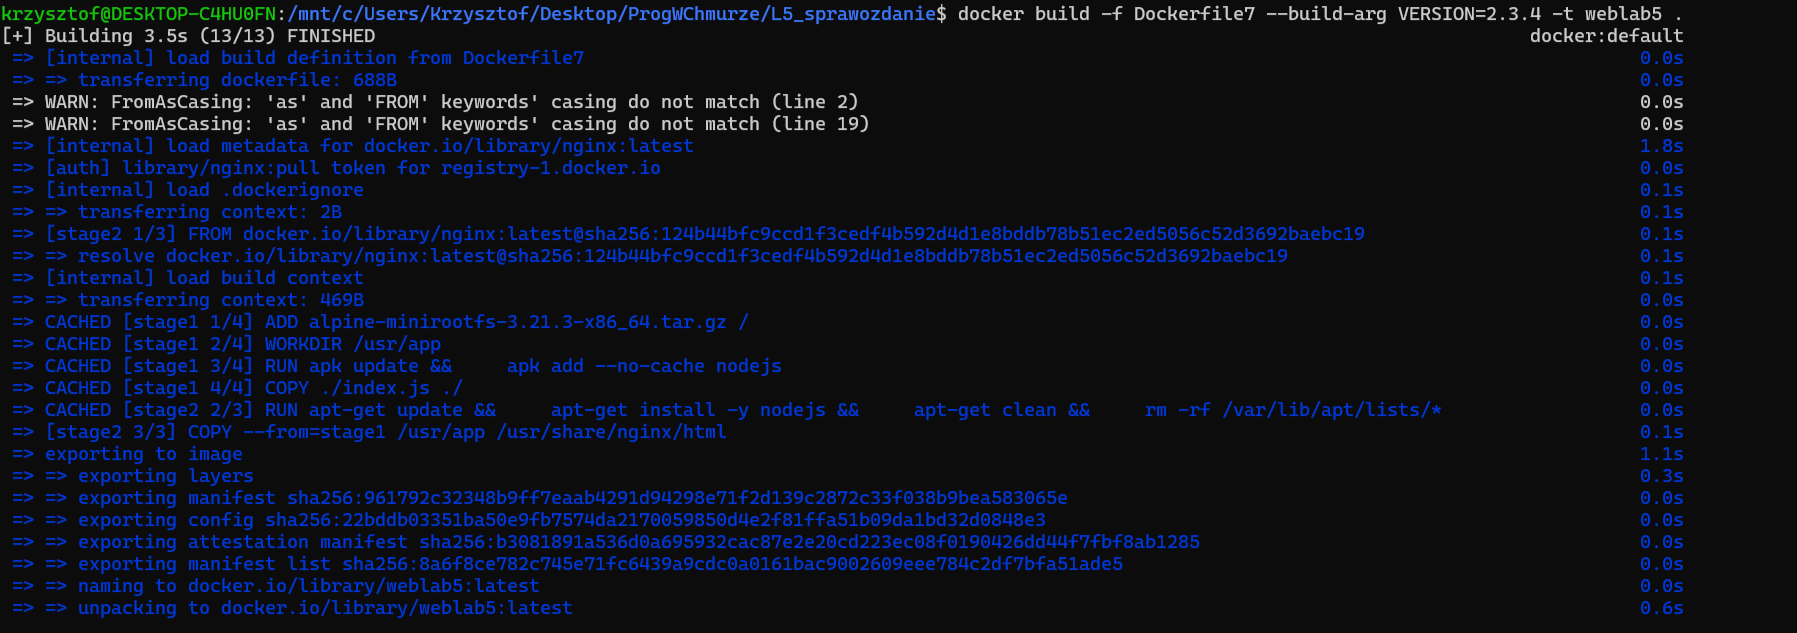 krzysztof@DESKTOP-C4HU0FN:/mnt/c/Users/Krzysztof/Desktop/ProgWChmurze/L5_sprawozdanie$ docker build -f Dockerfile7 --build-arg VERSION=2.3.4 -t weblab5 .
[+] Building 3.5s (13/13) FINISHED docker:default
=> [internal] load build definition from Dockerfile7 0.0s
=> => transferring dockerfile: 688B 0.0s
=> WARN: FromAsCasing: 'as' and 'FROM' keywords' casing do not match (line 2) 0.0s
=> WARN: FromAsCasing: 'as' and 'FROM' keywords' casing do not match (line 19) 0.0s
=> [internal] load metadata for docker.io/library/nginx:latest 1.8s
=> [auth] library/nginx:pull token for registry-1.docker.io 0.0s
=> [internal] load .dockerignore 0.1s
=> => transferring context: 2B 0.1s
=> [stage2 1/3] FROM docker.io/library/nginx:latest@sha256:124b44bfc9ccd1f3cedf4b592d4d1e8bddb78b51ec2ed5056c52d3692baebc19 0.1s
=> => resolve docker.io/library/nginx:latest@sha256:124b44bfc9ccd1f3cedf4b592d4d1e8bddb78b51ec2ed5056c52d3692baebc19 0.1s
=> [internal] load build context 0.1s
=> => transferring context: 469B 0.0s
=> CACHED [stage1 1/4] ADD alpine-minirootfs-3.21.3-x86_64.tar.gz / 0.0s
=> CACHED [stage1 2/4] WORKDIR /usr/app 0.0s
=> CACHED [stage1 3/4] RUN apk update &&     apk add --no-cache nodejs 0.0s
=> CACHED [stage1 4/4] COPY ./index.js ./ 0.0s
=> CACHED [stage2 2/3] RUN apt-get update &&     apt-get install -y nodejs &&     apt-get clean &&     rm -rf /var/lib/apt/lists/* 0.0s
=> [stage2 3/3] COPY --from=stage1 /usr/app /usr/share/nginx/html 0.1s
=> exporting to image 1.1s
=> => exporting layers 0.3s
=> => exporting manifest sha256:961792c32348b9ff7eaab4291d94298e71f2d139c2872c33f038b9bea583065e 0.0s
=> => exporting config sha256:22bddb03351ba50e9fb7574da2170059850d4e2f81ffa51b09da1bd32d0848e3 0.0s
=> => exporting attestation manifest sha256:b3081891a536d0a695932cac87e2e20cd223ec08f0190426dd44f7fbf8ab1285 0.0s
=> => exporting manifest list sha256:8a6f8ce782c745e71fc6439a9cdc0a0161bac9002609eee784c2df7bfa51ade5 0.0s
=> => naming to docker.io/library/weblab5:latest 0.0s
=> => unpacking to docker.io/library/weblab5:latest 0.6s